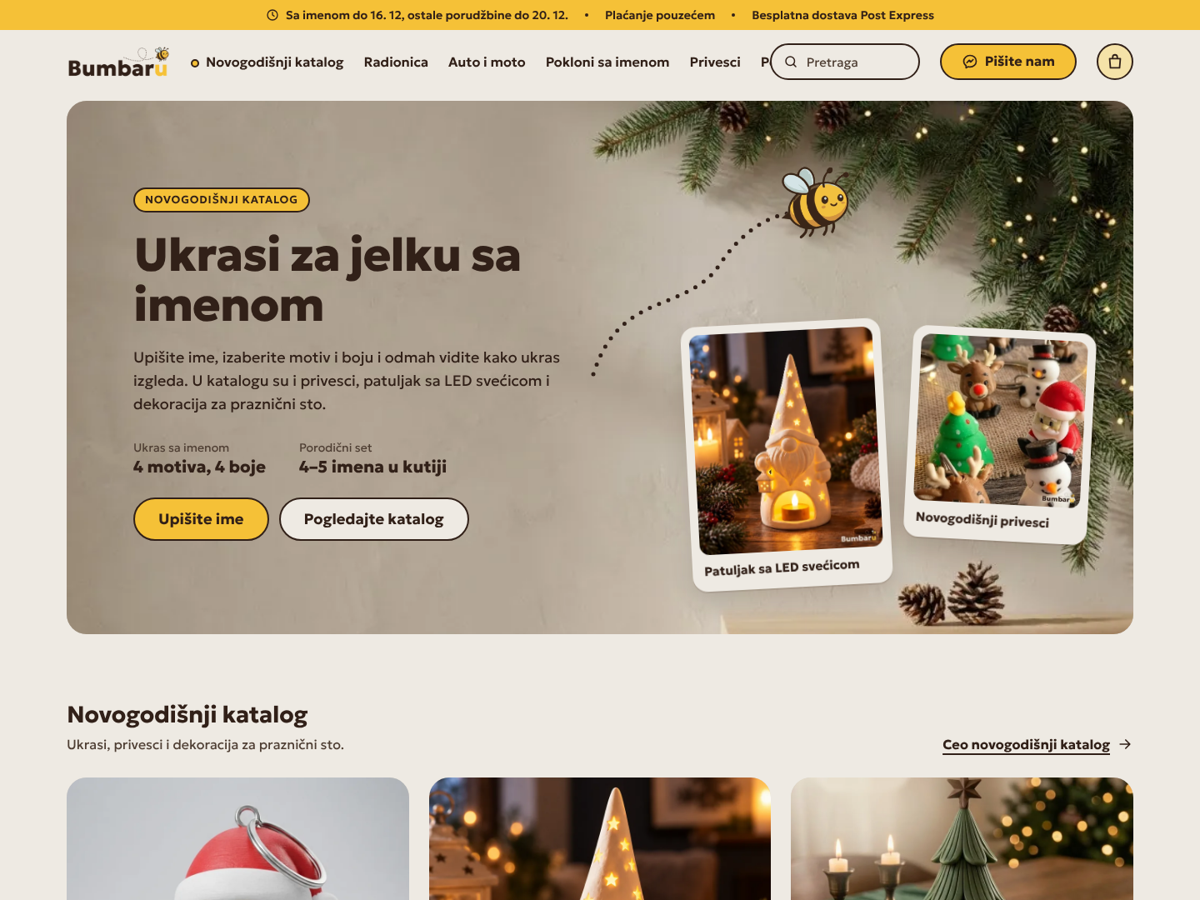 Sa imenom do 16. 12, ostale porudžbine do 20. 12. • Plaćanje pouzećem • Besplatna dostava Post Express
Bumbaru
Novogodišnji katalog Radionica Auto i moto Pokloni sa imenom Privesci P
Pretraga
Pišite nam
NOVOGODIŠNJI KATALOG
Ukrasi za jelku sa
imenom
Upišite ime, izaberite motiv i boju i odmah vidite kako ukras
izgleda. U katalogu su i privesci, patuljak sa LED svećicom i
dekoracija za praznični sto.
Ukras sa imenom
4 motiva, 4 boje
Porodični set
4–5 imena u kutiji
Upišite ime
Pogledajte katalog
Bumbaru
Patuljak sa LED svećicom
Bumbaru
Novogodišnji privesci
Novogodišnji katalog
Ukrasi, privesci i dekoracija za praznični sto.
Ceo novogodišnji katalog